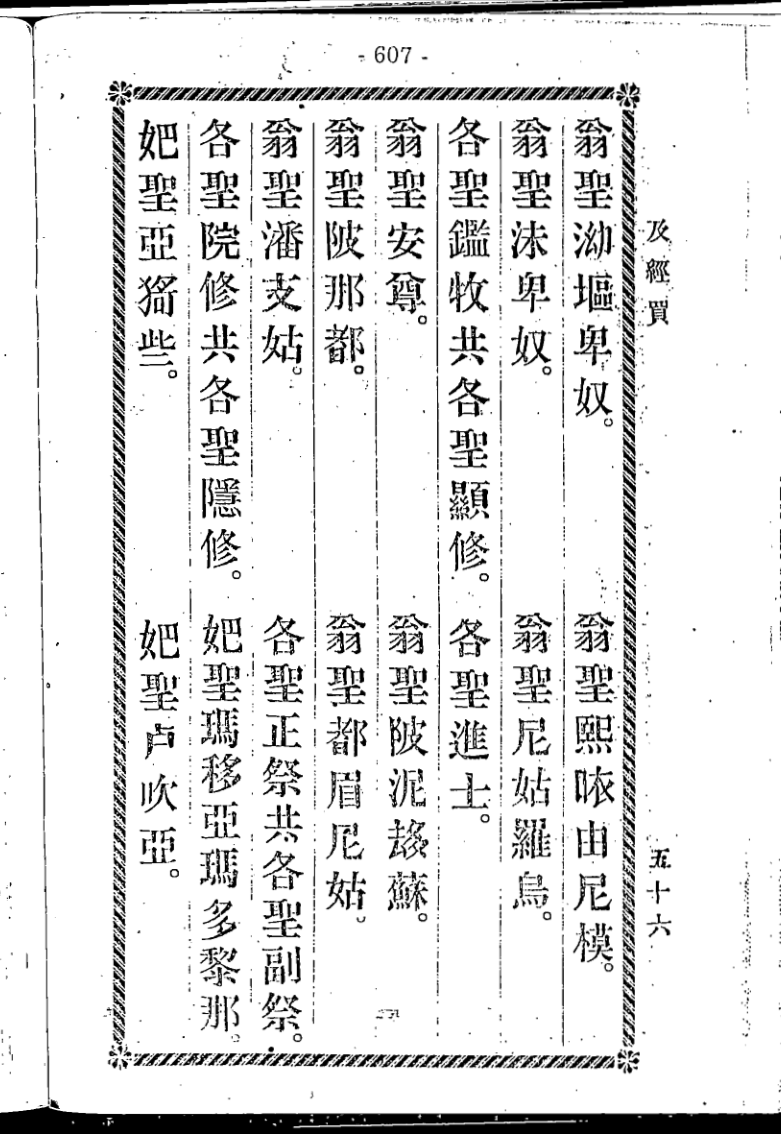 - 607 -
及經買
五十六
翁聖泑塸卑奴。
翁聖熙㕆由尼模。
翁聖沬卑奴。
翁聖尼姑羅烏。
各聖鑑牧共各聖顯修。
各聖進士。
翁聖安尊。
翁聖陂泥趍蘇。
翁聖陂那都。
翁聖都眉尼姑。
翁聖潘支姑。
各聖正祭共各聖副祭。
各聖院修共各聖隱修。
妑聖瑪移亞瑪多黎那。
妑聖亞猗些。
妑聖卢吹亞。